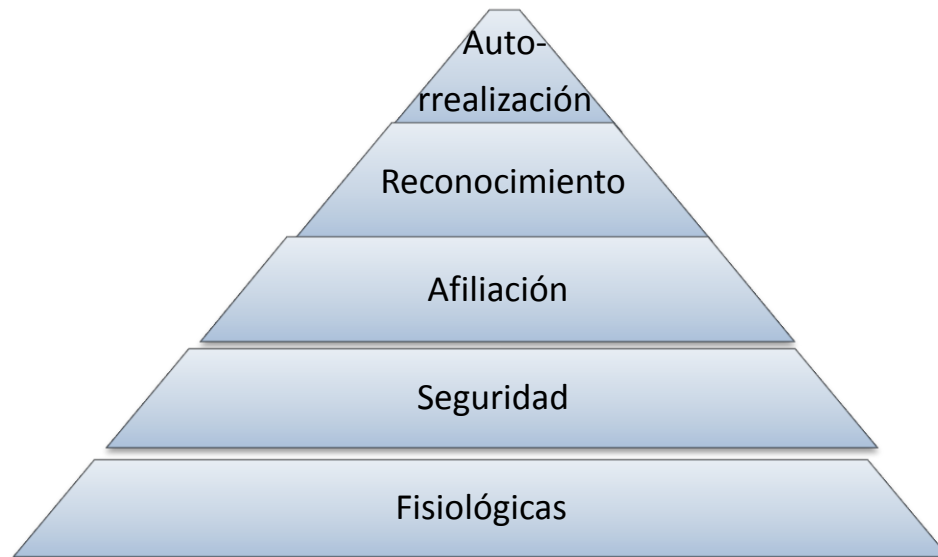 Auto-
rrealización
Reconocimiento
Afiliación
Seguridad
Fisiológicas